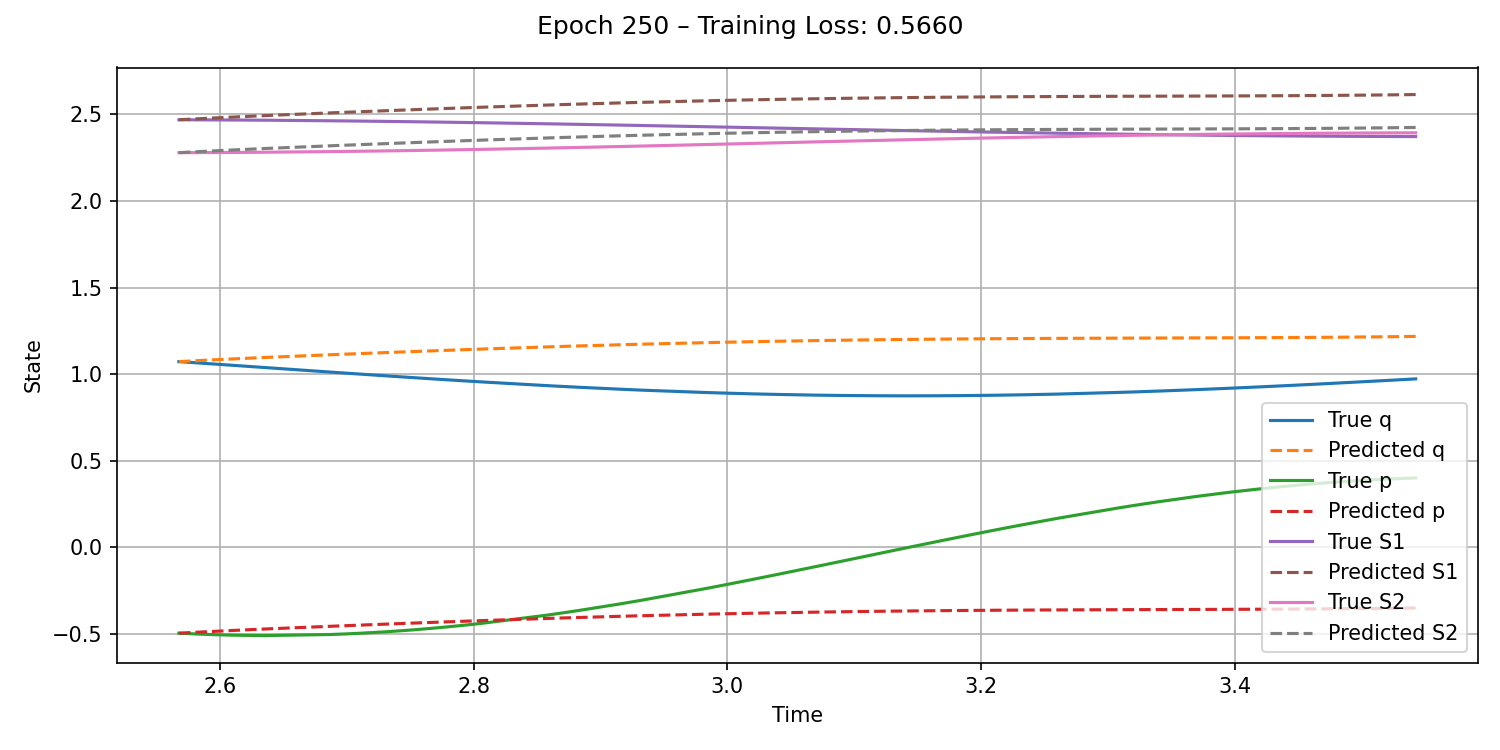 Epoch 250 – Training Loss: 0.5660
2.5
2.0
1.5
1.0
0.5
0.0
−0.5
State
2.6
2.8
3.0
3.2
3.4
Time
True q
Predicted q
True p
Predicted p
True S1
Predicted S1
True S2
Predicted S2